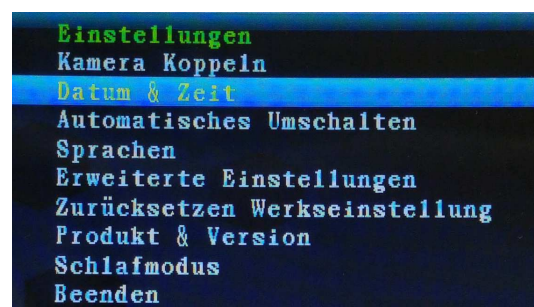 Einstellungen
Kamera Koppeln
Datum & Zeit
Automatisches Umschalten
Sprachen
Erweiterte Einstellungen
Zurücksetzen Werkseinstellung
Produkt & Version
Schlafmodus
Beenden